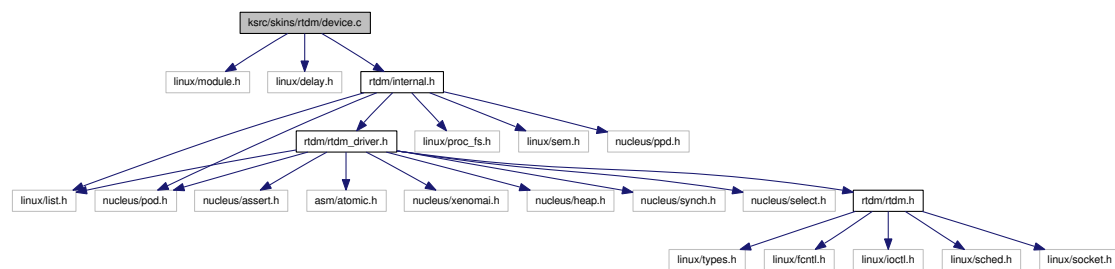 ksrc/skins/rtdm/device.c
linux/module.h
linux/delay.h
rtdm/internal.h
rtdm/rtdm_driver.h
linux/proc_fs.h
linux/sem.h
nucleus/ppd.h
linux/list.h
nucleus/pod.h
nucleus/assert.h
asm/atomic.h
nucleus/xenomai.h
nucleus/heap.h
nucleus/synch.h
nucleus/select.h
rtdm/rtdm.h
linux/types.h
linux/fcntl.h
linux/ioctl.h
linux/sched.h
linux/socket.h